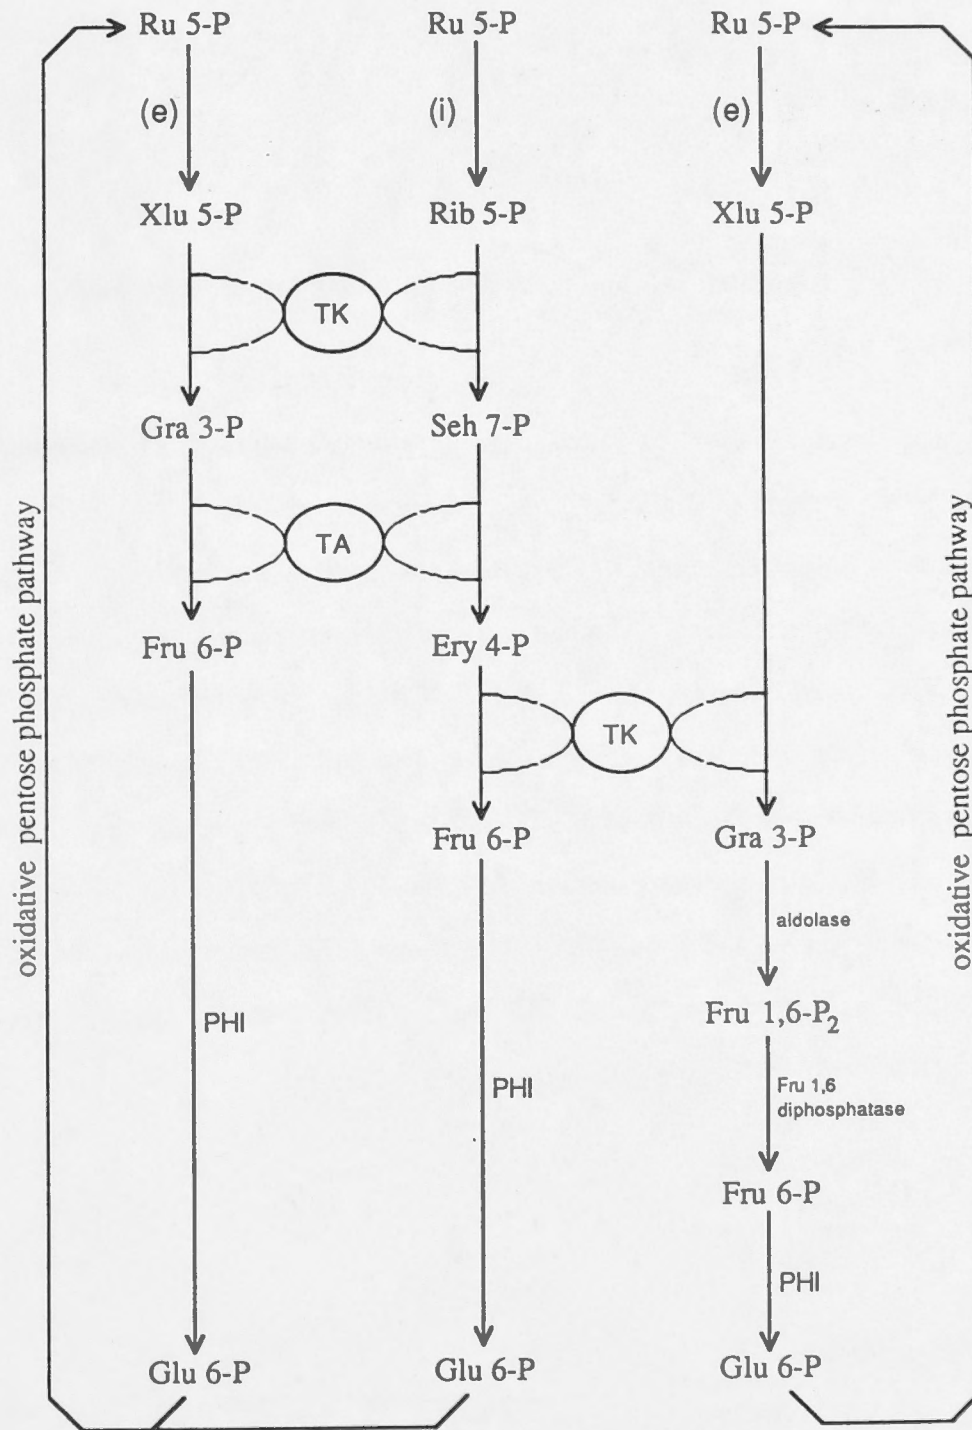 Ru 5-P Ru 5-P Ru 5-P
(e) (i) (e)
Xlu 5-P Rib 5-P Xlu 5-P
TK
Gra 3-P Seh 7-P
TA
Fru 6-P Ery 4-P
TK
Fru 6-P Gra 3-P
aldolase
Fru 1,6-P₂
PHI
Fru 1,6
diphosphatase
PHI
Fru 6-P
PHI
Glu 6-P Glu 6-P Glu 6-P
oxidative pentose phosphate pathway
oxidative pentose phosphate pathway